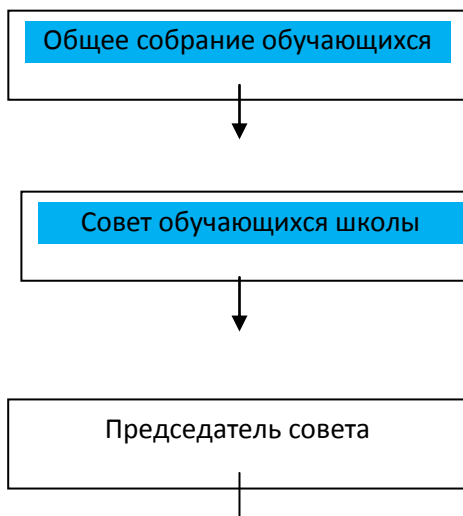 Общее собрание обучающихся
Совет обучающихся школы
Председатель совета